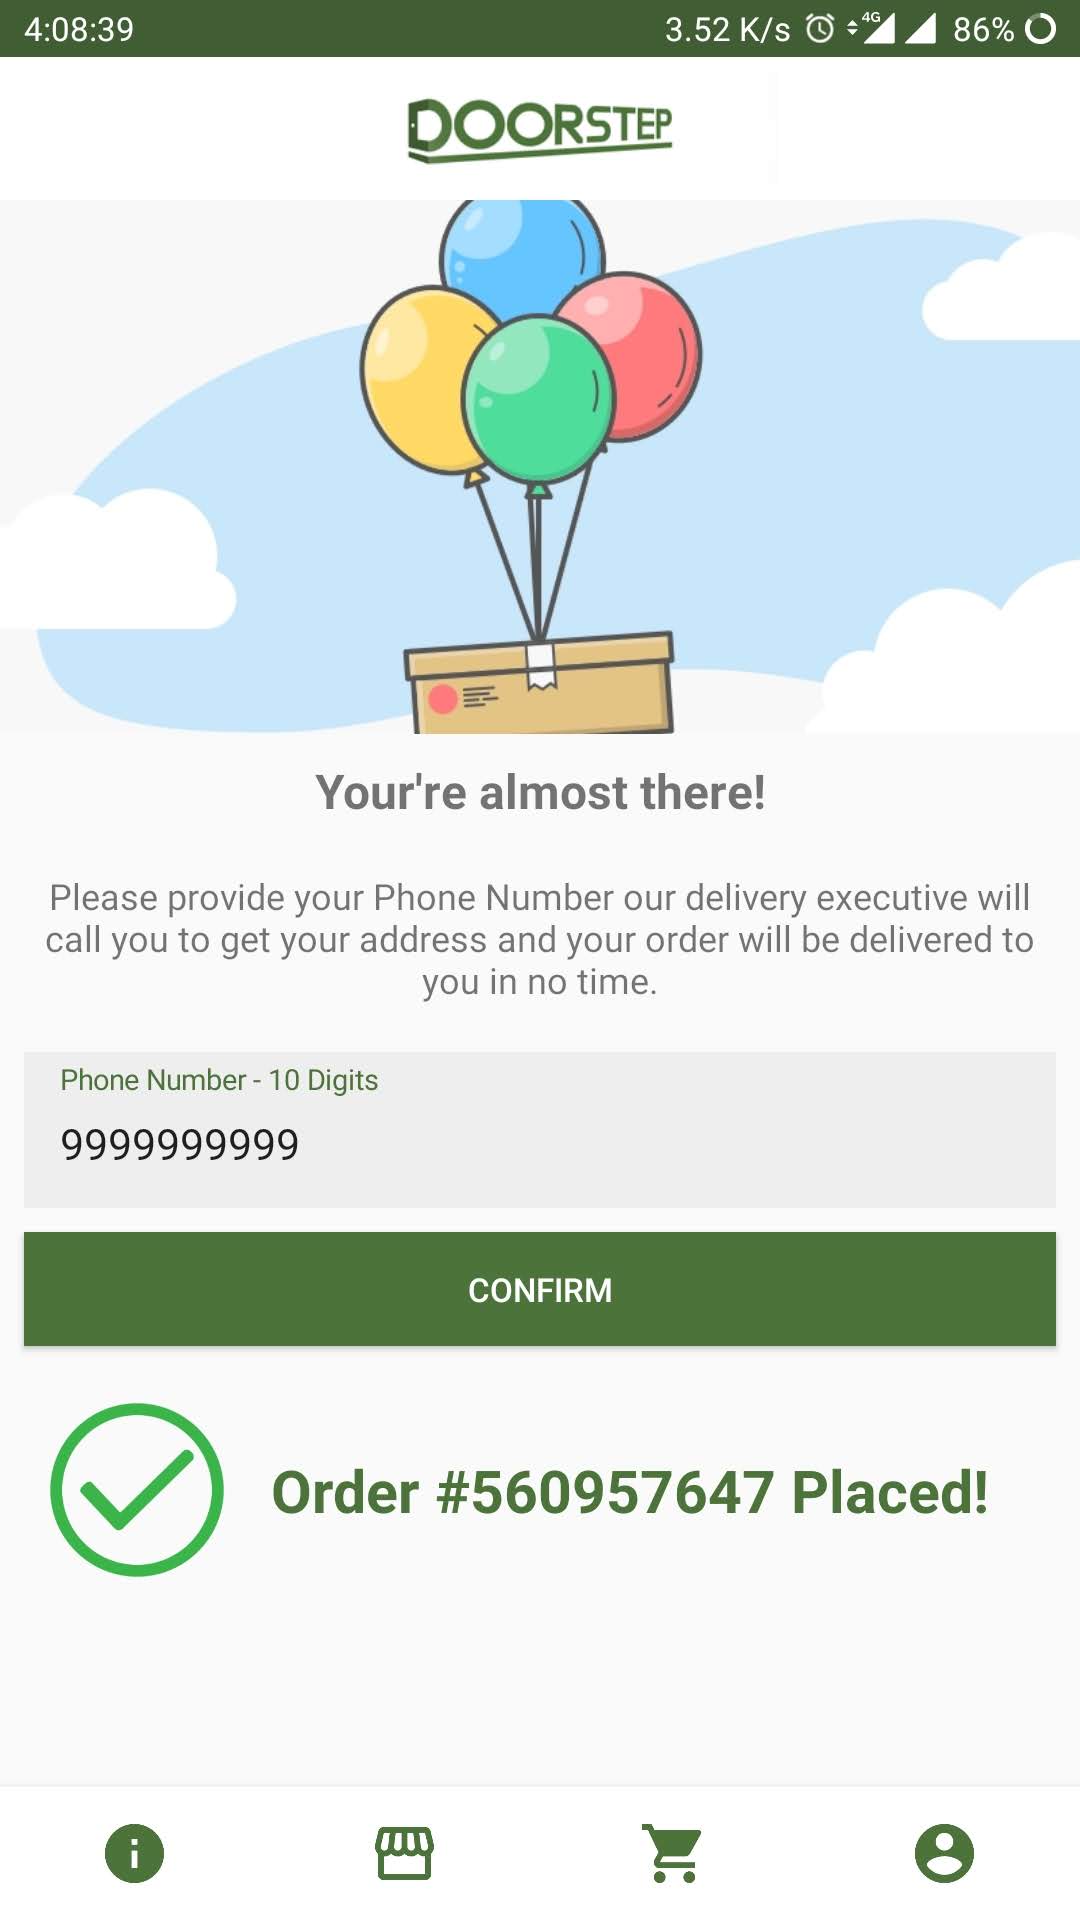 4:08:39 3.52 K/s 4G 86%
DOORSTEP
Your're almost there!
Please provide your Phone Number our delivery executive will
call you to get your address and your order will be delivered to
you in no time.
Phone Number - 10 Digits
9999999999
CONFIRM
Order #560957647 Placed!